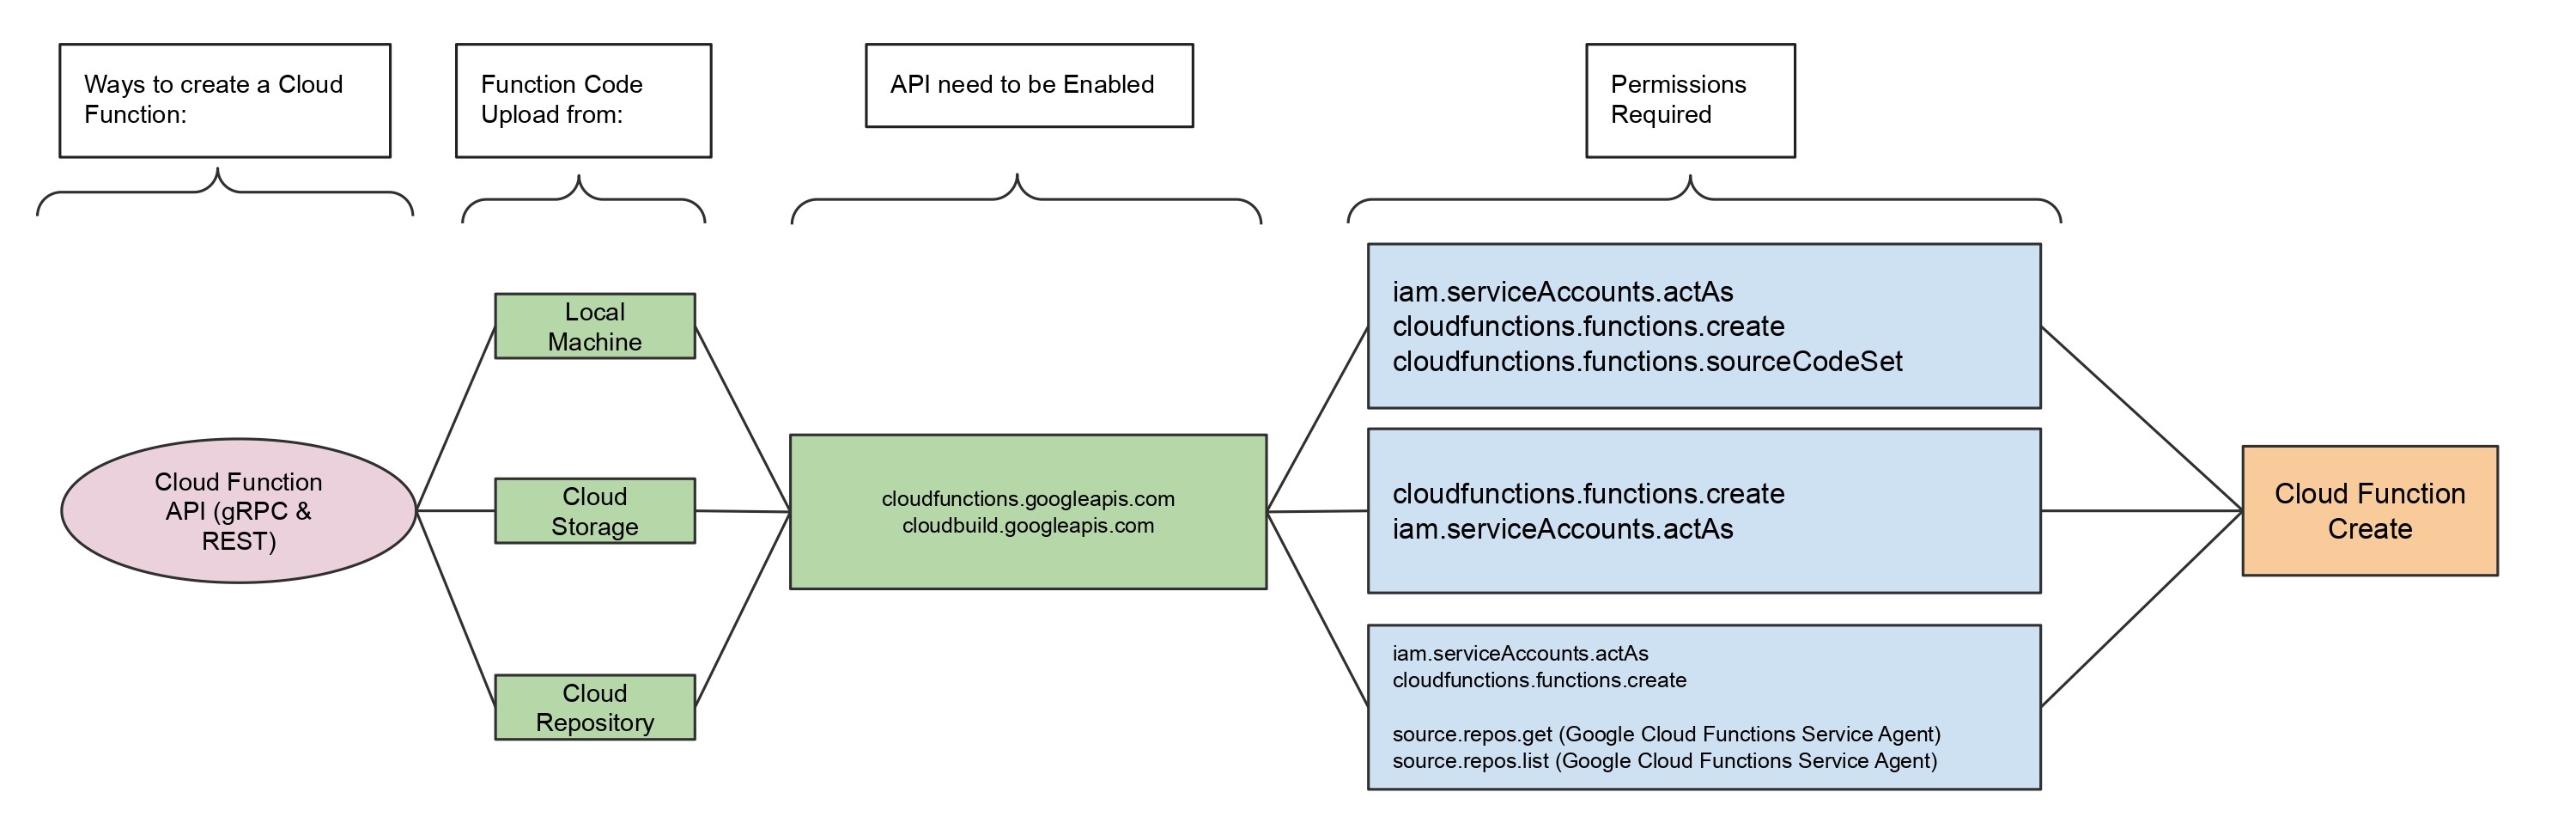 Ways to create a Cloud
Function:
Function Code
Upload from:
API need to be Enabled
Permissions
Required
Cloud Function
API (gRPC &
REST)
Local
Machine
Cloud
Storage
Cloud
Repository
cloudfunctions.googleapis.com
cloudbuild.googleapis.com
iam.serviceAccounts.actAs
cloudfunctions.functions.create
cloudfunctions.functions.sourceCodeSet
cloudfunctions.functions.create
iam.serviceAccounts.actAs
iam.serviceAccounts.actAs
cloudfunctions.functions.create
source.repos.get (Google Cloud Functions Service Agent)
source.repos.list (Google Cloud Functions Service Agent)
Cloud Function
Create